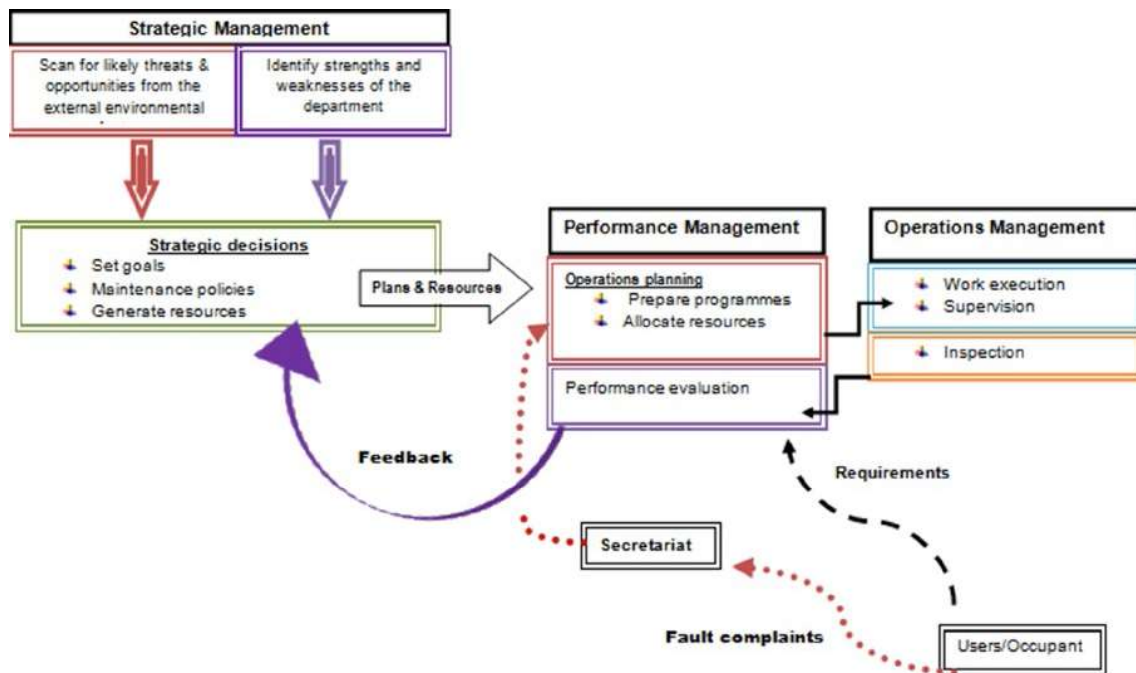 Strategic Management
Scan for likely threats &
opportunities from the
external environmental
.
Identify strengths and
weaknesses of the
department
Strategic decisions
Set goals
Maintenance policies
Generate resources
Plans & Resources
Performance Management
Operations planning
Prepare programmes
Allocate resources
Performance evaluation
Operations Management
Work execution
Supervision
Inspection
Feedback
Requirements
Secretariat
Fault complaints
Users/Occupant